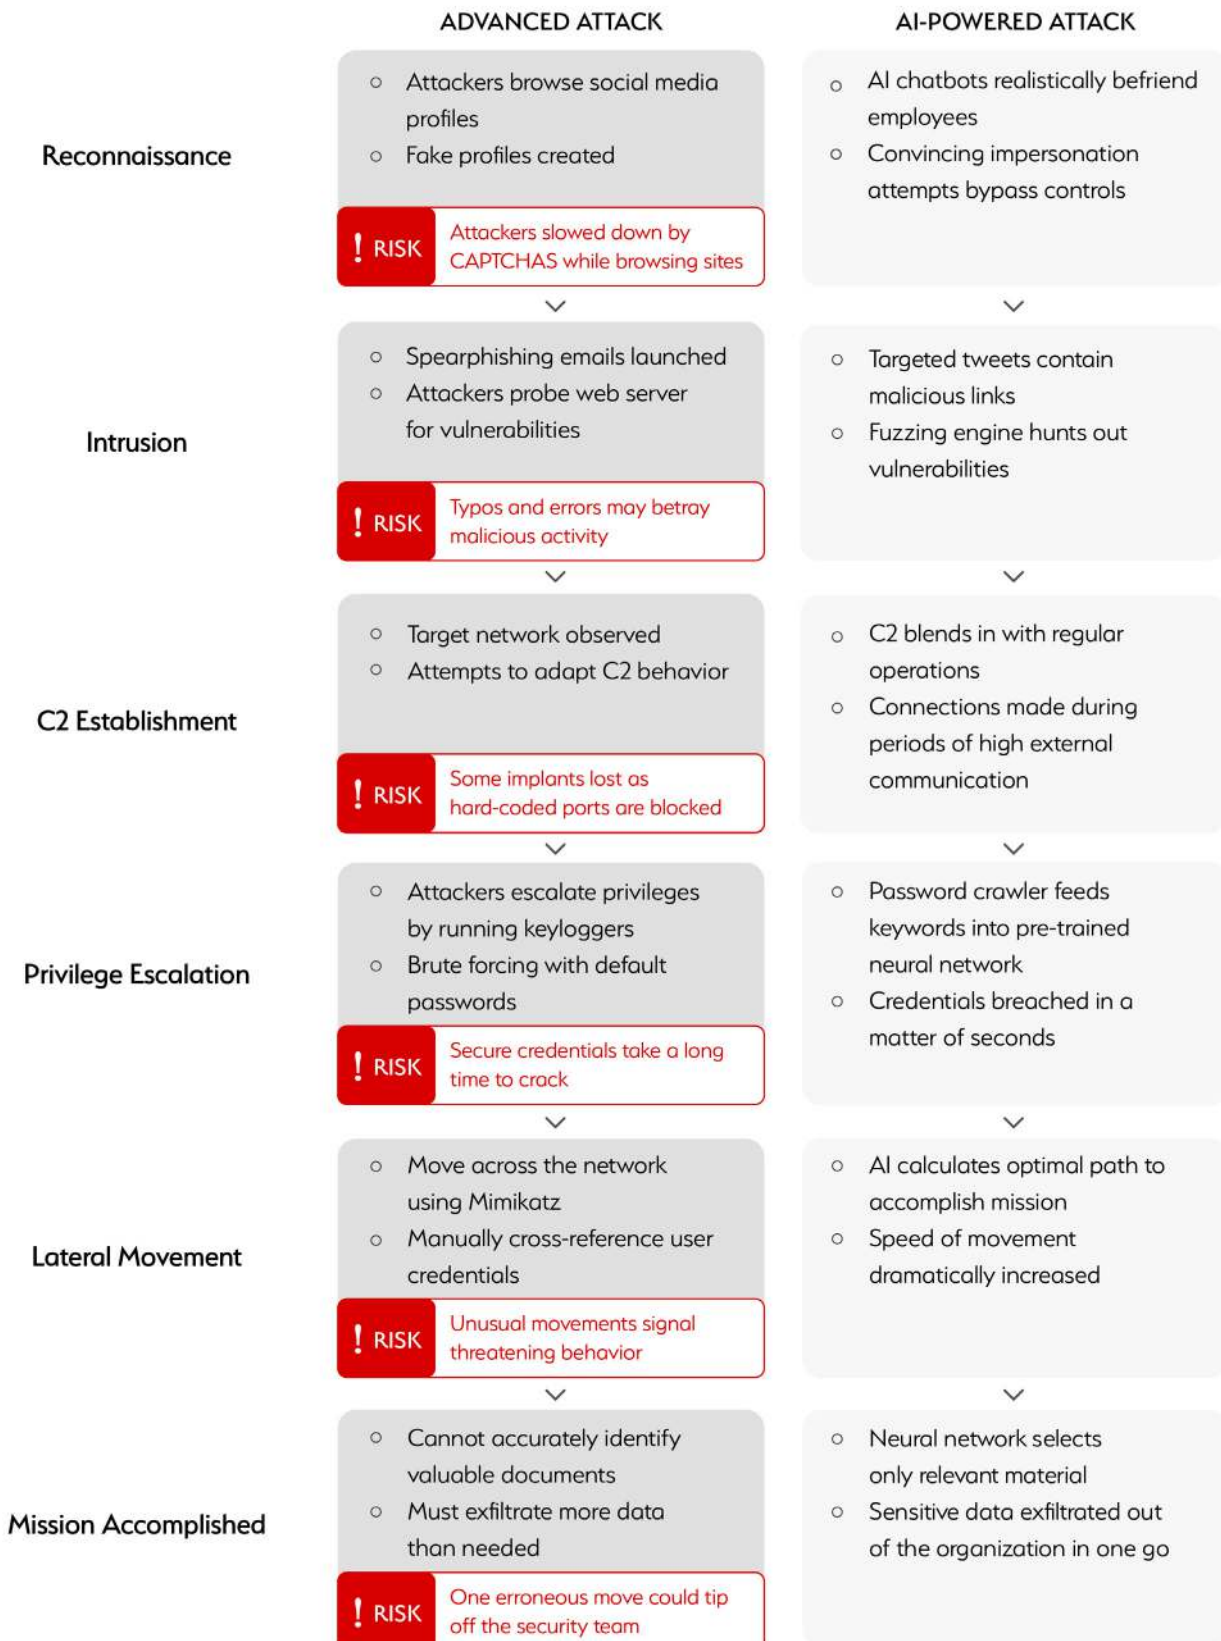 ADVANCED ATTACK
AI-POWERED ATTACK
Reconnaissance
○ Attackers browse social media
profiles
○ Fake profiles created
! RISK
Attackers slowed down by
CAPTCHAS while browsing sites
○ AI chatbots realistically befriend
employees
○ Convincing impersonation
attempts bypass controls
Intrusion
○ Spearphishing emails launched
○ Attackers probe web server
for vulnerabilities
! RISK
Typos and errors may betray
malicious activity
○ Targeted tweets contain
malicious links
○ Fuzzing engine hunts out
vulnerabilities
C2 Establishment
○ Target network observed
○ Attempts to adapt C2 behavior
! RISK
Some implants lost as
hard-coded ports are blocked
○ C2 blends in with regular
operations
○ Connections made during
periods of high external
communication
Privilege Escalation
○ Attackers escalate privileges
by running keyloggers
○ Brute forcing with default
passwords
! RISK
Secure credentials take a long
time to crack
○ Password crawler feeds
keywords into pre-trained
neural network
○ Credentials breached in a
matter of seconds
Lateral Movement
○ Move across the network
using Mimikatz
○ Manually cross-reference user
credentials
! RISK
Unusual movements signal
threatening behavior
○ AI calculates optimal path to
accomplish mission
○ Speed of movement
dramatically increased
Mission Accomplished
○ Cannot accurately identify
valuable documents
○ Must exfiltrate more data
than needed
! RISK
One erroneous move could tip
off the security team
○ Neural network selects
only relevant material
○ Sensitive data exfiltrated out
of the organization in one go